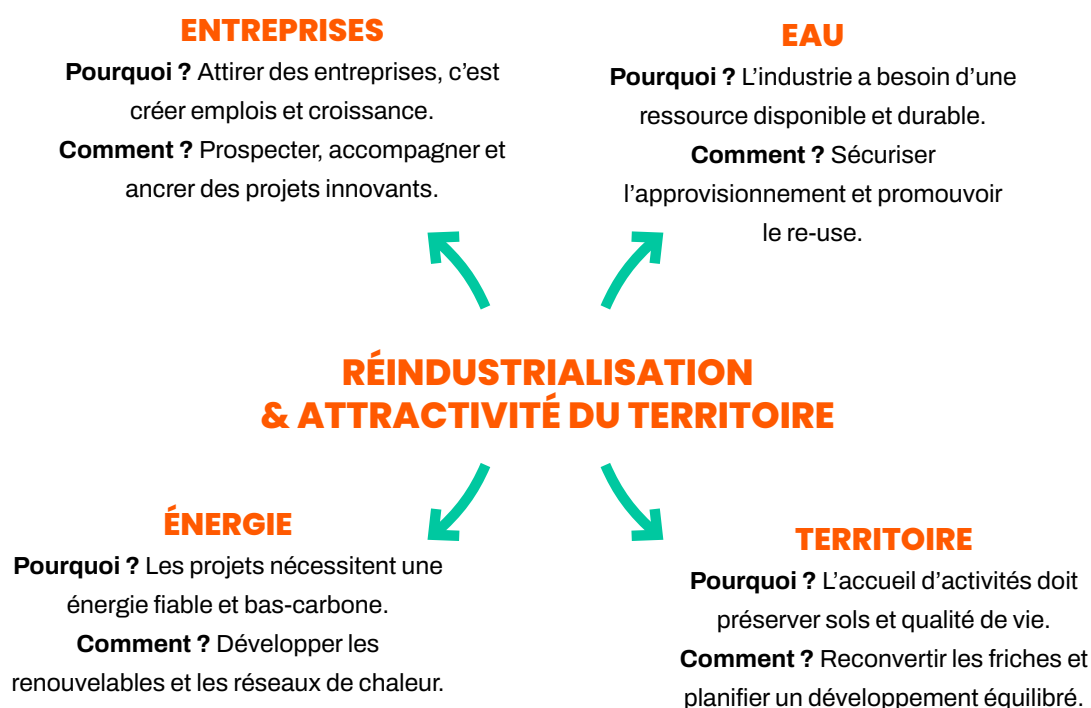 ENTREPRISES
Pourquoi ? Attirer des entreprises, c’est
créer emplois et croissance.
Comment ? Prospecter, accompagner et
ancrer des projets innovants.
EAU
Pourquoi ? L’industrie a besoin d’une
ressource disponible et durable.
Comment ? Sécuriser
l’approvisionnement et promouvoir
le re-use.
RÉINDUSTRIALISATION
& ATTRACTIVITÉ DU TERRITOIRE
ÉNERGIE
Pourquoi ? Les projets nécessitent une
énergie fiable et bas-carbone.
Comment ? Développer les
renouvelables et les réseaux de chaleur.
TERRITOIRE
Pourquoi ? L’accueil d’activités doit
préserver sols et qualité de vie.
Comment ? Reconvertir les friches et
planifier un développement équilibré.